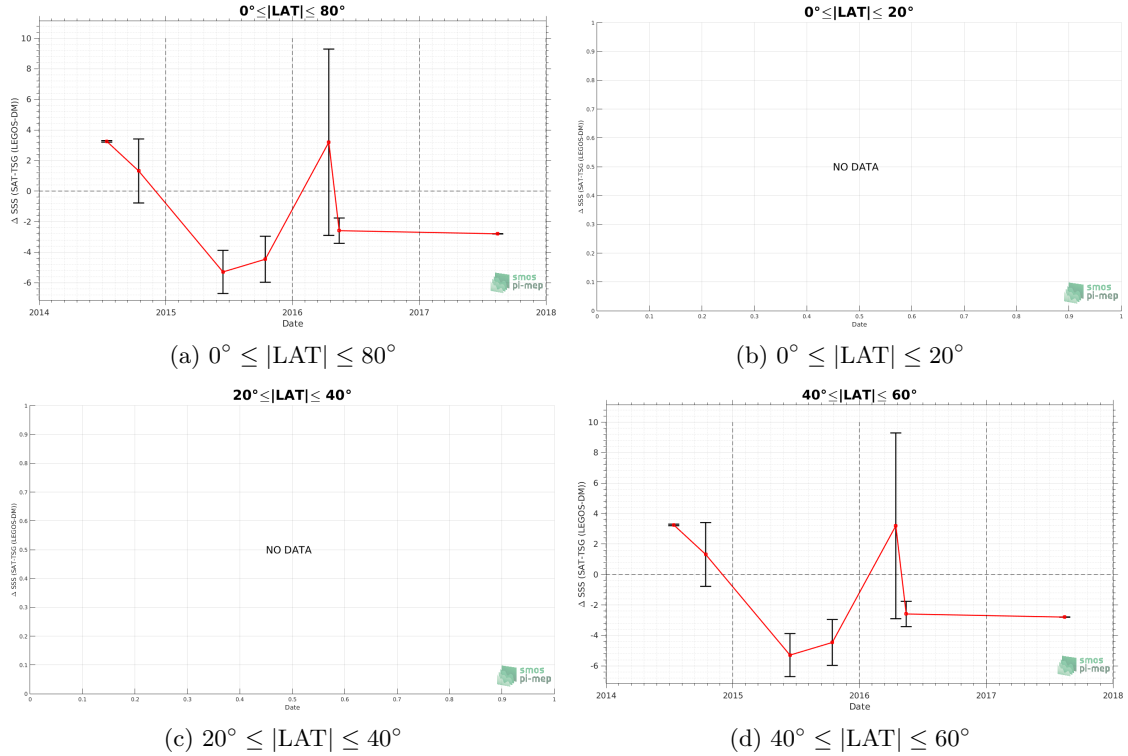 0°≤|LAT|≤ 80°
10
8
6
4
2
0
-2
-4
-6
Δ SSS (SAT-TSG (LEGOS-DM))
2014
2015
2016
2017
2018
Date
smos
pi-mep
(a) 0° ≤ |LAT| ≤ 80°
0°≤|LAT|≤ 20°
1
0.9
0.8
0.7
0.6
0.5
0.4
0.3
0.2
0.1
0
Δ SSS (SAT-TSG (LEGOS-DM))
NO DATA
0
0.1
0.2
0.3
0.4
0.5
0.6
0.7
0.8
0.9
1
Date
smos
pi-mep
(b) 0° ≤ |LAT| ≤ 20°
20°≤|LAT|≤ 40°
1
0.9
0.8
0.7
0.6
0.5
0.4
0.3
0.2
0.1
0
Δ SSS (SAT-TSG (LEGOS-DM))
NO DATA
0
0.1
0.2
0.3
0.4
0.5
0.6
0.7
0.8
0.9
1
Date
smos
pi-mep
(c) 20° ≤ |LAT| ≤ 40°
40°≤|LAT|≤ 60°
10
8
6
4
2
0
-2
-4
-6
Δ SSS (SAT-TSG (LEGOS-DM))
2014
2015
2016
2017
2018
Date
smos
pi-mep
(d) 40° ≤ |LAT| ≤ 60°